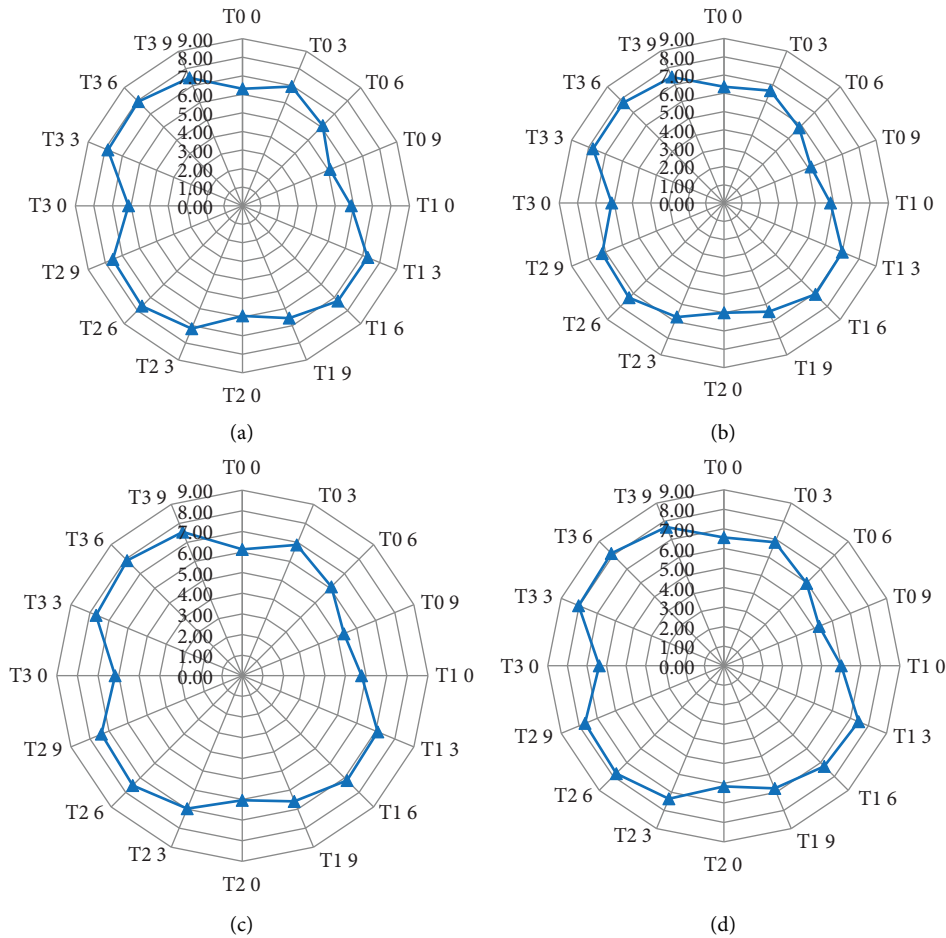 T0 0
T0 3
T0 6
T0 9
T1 0
T1 3
T1 6
T1 9
T2 0
T2 3
T2 6
T2 9
T3 0
T3 3
T3 6
T3 9
9.00
8.00
7.00
6.00
5.00
4.00
3.00
2.00
1.00
0.00
(a)
T0 0
T0 3
T0 6
T0 9
T1 0
T1 3
T1 6
T1 9
T2 0
T2 3
T2 6
T2 9
T3 0
T3 3
T3 6
T3 9
9.00
8.00
7.00
6.00
5.00
4.00
3.00
2.00
1.00
0.00
(b)
T0 0
T0 3
T0 6
T0 9
T1 0
T1 3
T1 6
T1 9
T2 0
T2 3
T2 6
T2 9
T3 0
T3 3
T3 6
T3 9
9.00
8.00
7.00
6.00
5.00
4.00
3.00
2.00
1.00
0.00
(c)
T0 0
T0 3
T0 6
T0 9
T1 0
T1 3
T1 6
T1 9
T2 0
T2 3
T2 6
T2 9
T3 0
T3 3
T3 6
T3 9
9.00
8.00
7.00
6.00
5.00
4.00
3.00
2.00
1.00
0.00
(d)